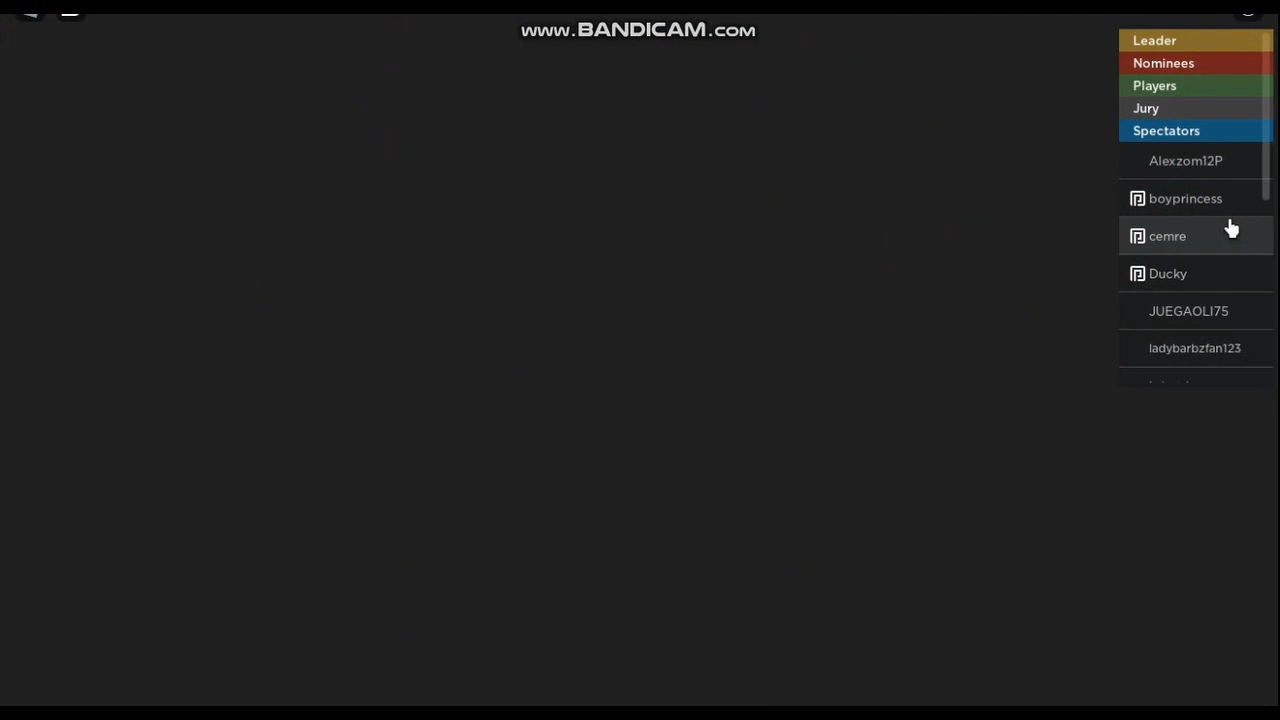 www.BANDICAM.com
Leader
Nominees
Players
Jury
Spectators
Alexzom12P
boyprincess
cemre
Ducky
JUEGAOLI75
ladybarbzfan123